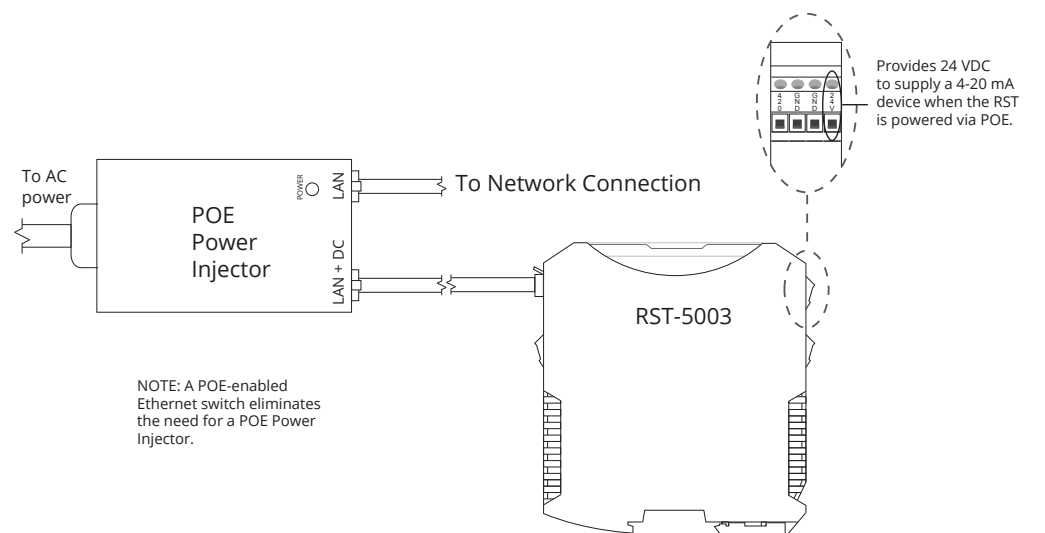 Provides 24 VDC
to supply a 4-20 mA
device when the RST
is powered via POE.
420
GND
GND
24V
To AC
power
POE
Power
Injector
POWER
LAN
LAN + DC
To Network Connection
RST-5003
NOTE: A POE-enabled
Ethernet switch eliminates
the need for a POE Power
Injector.